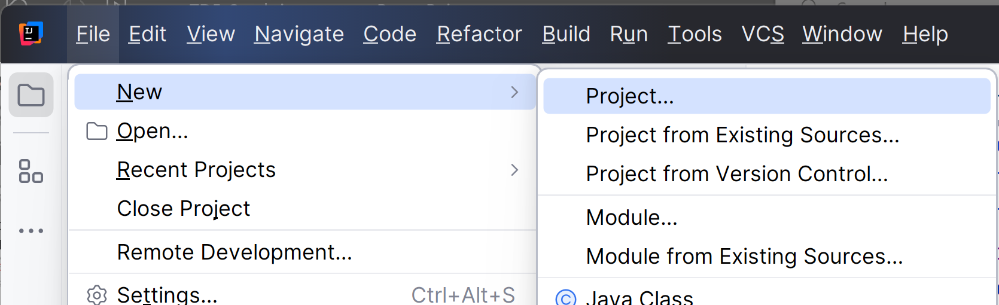 IJ File Edit View Navigate Code Refactor Build Run Tools VCS Window Help
New
Open...
Recent Projects
Close Project
Remote Development...
Settings... Ctrl+Alt+S
Project...
Project from Existing Sources...
Project from Version Control...
Module...
Module from Existing Sources...
Java Class